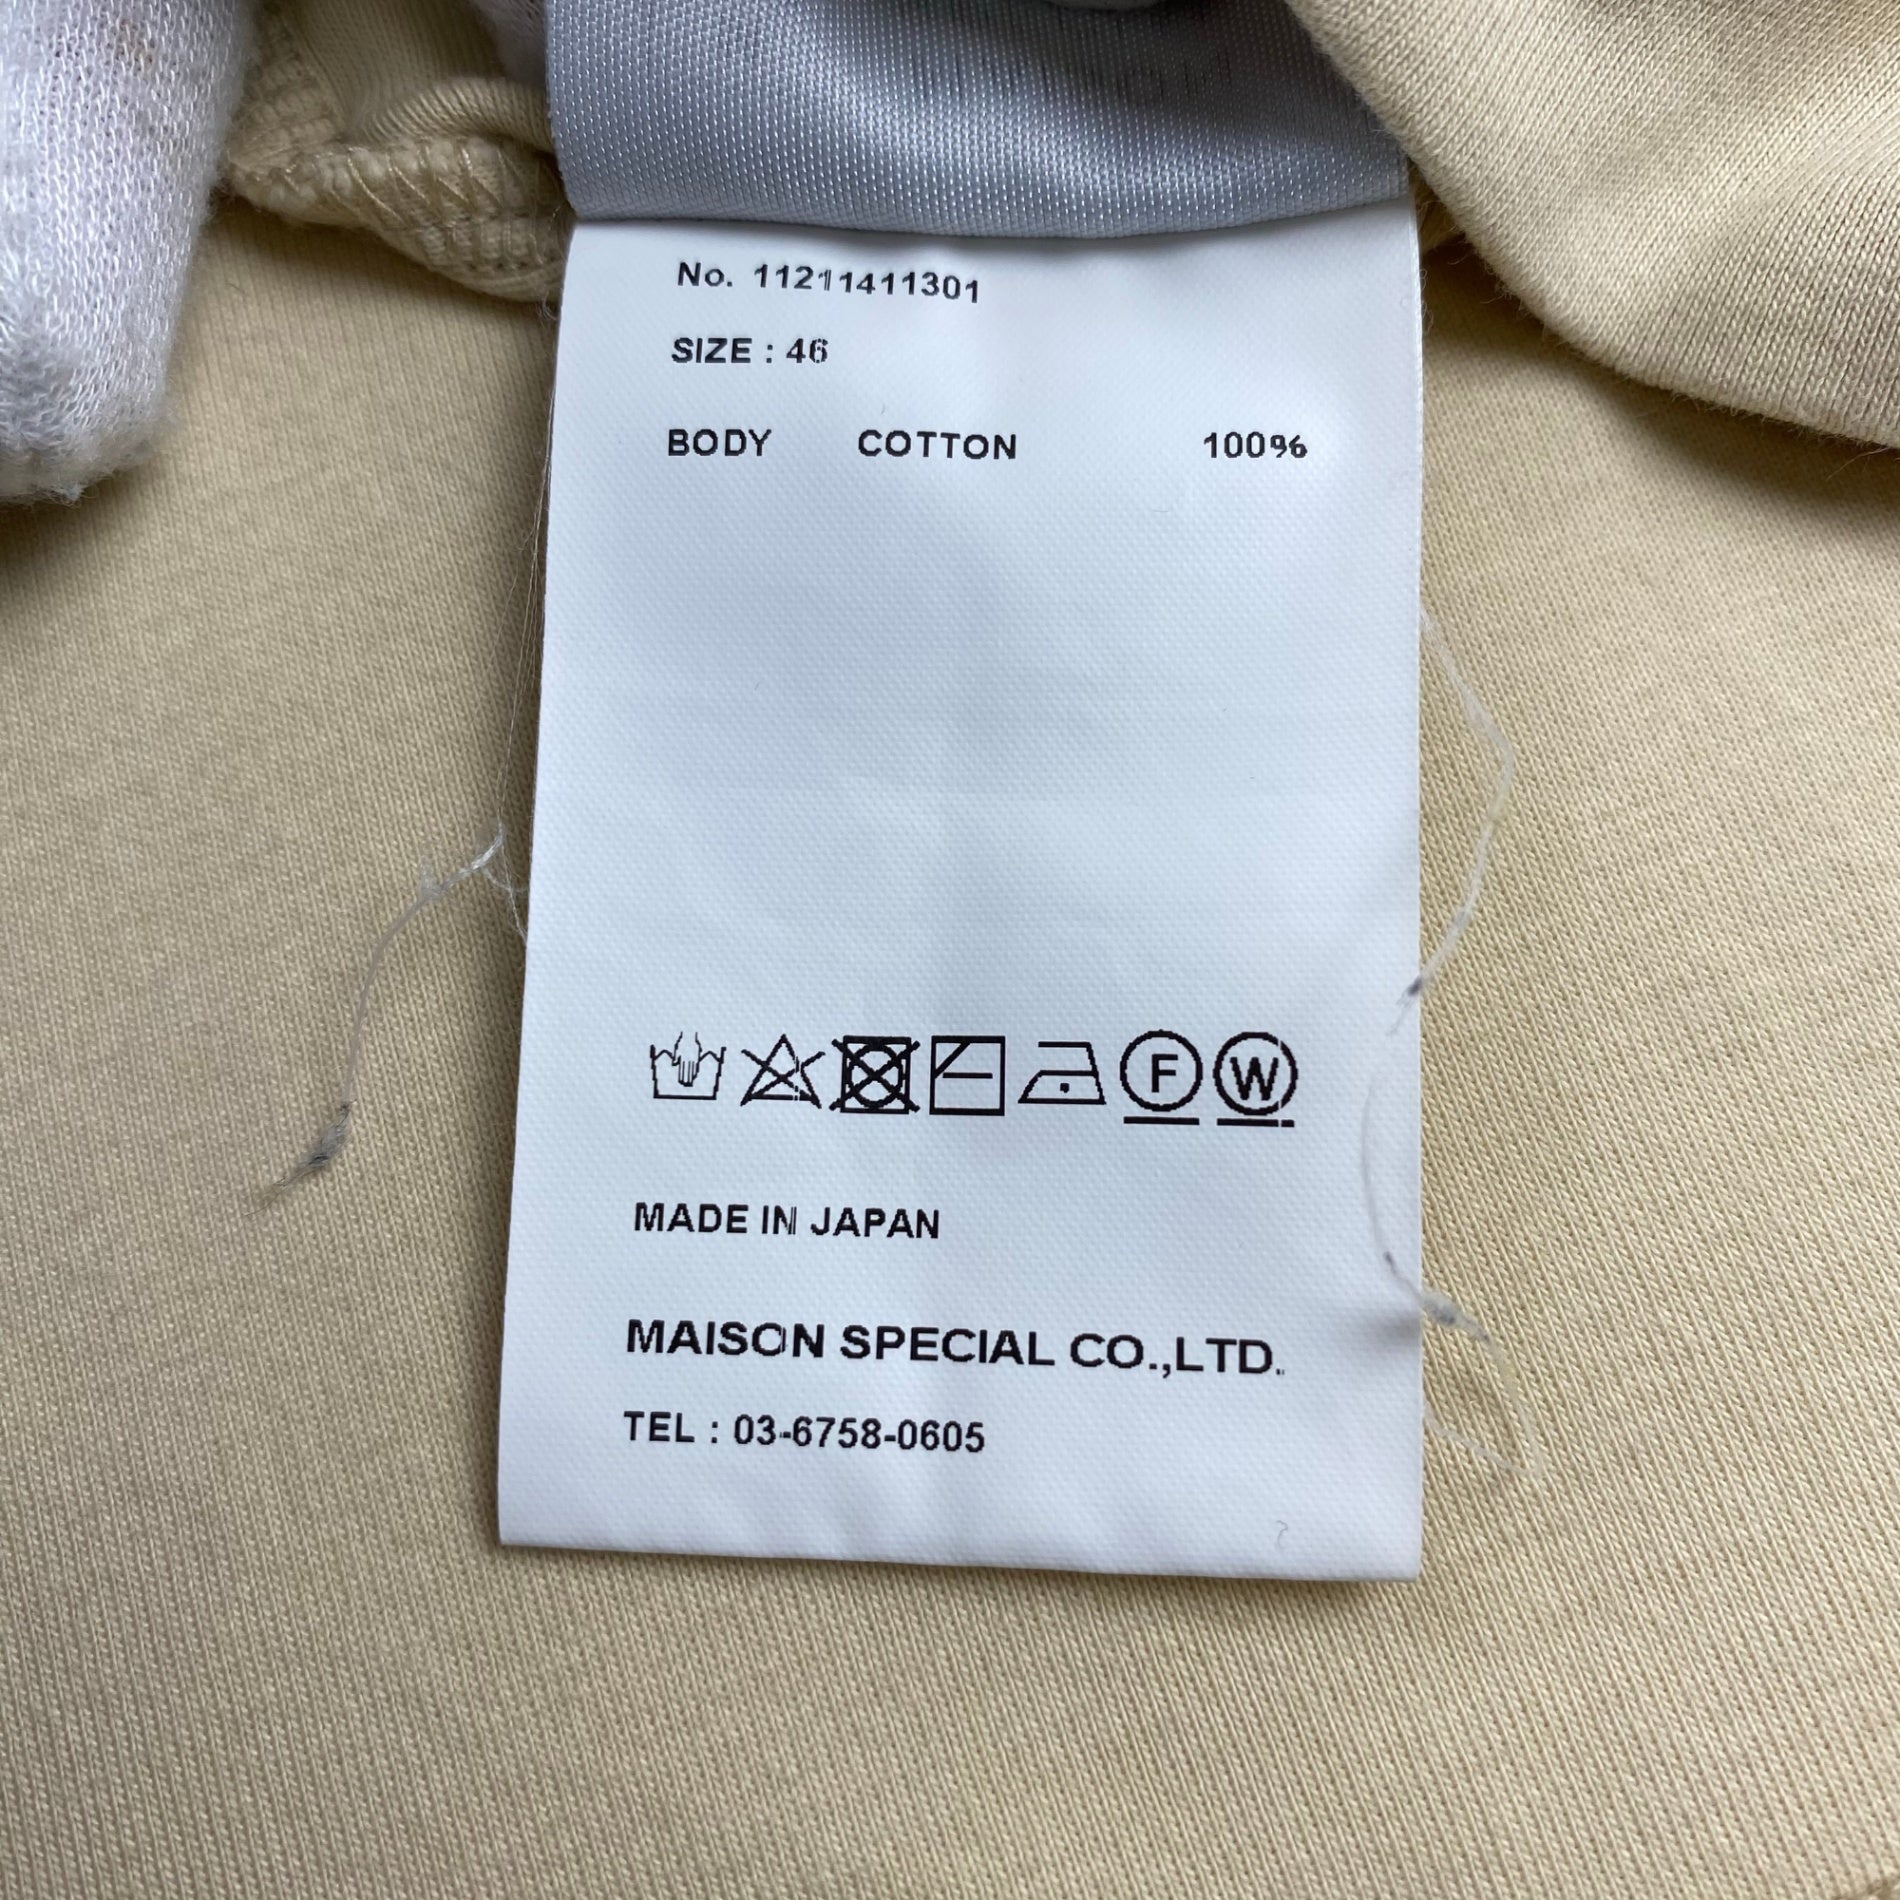 No. 11211411301
SIZE : 46
BODY COTTON 100%
F W
MADE IN JAPAN
MAISON SPECIAL CO.,LTD.
TEL : 03-6758-0605